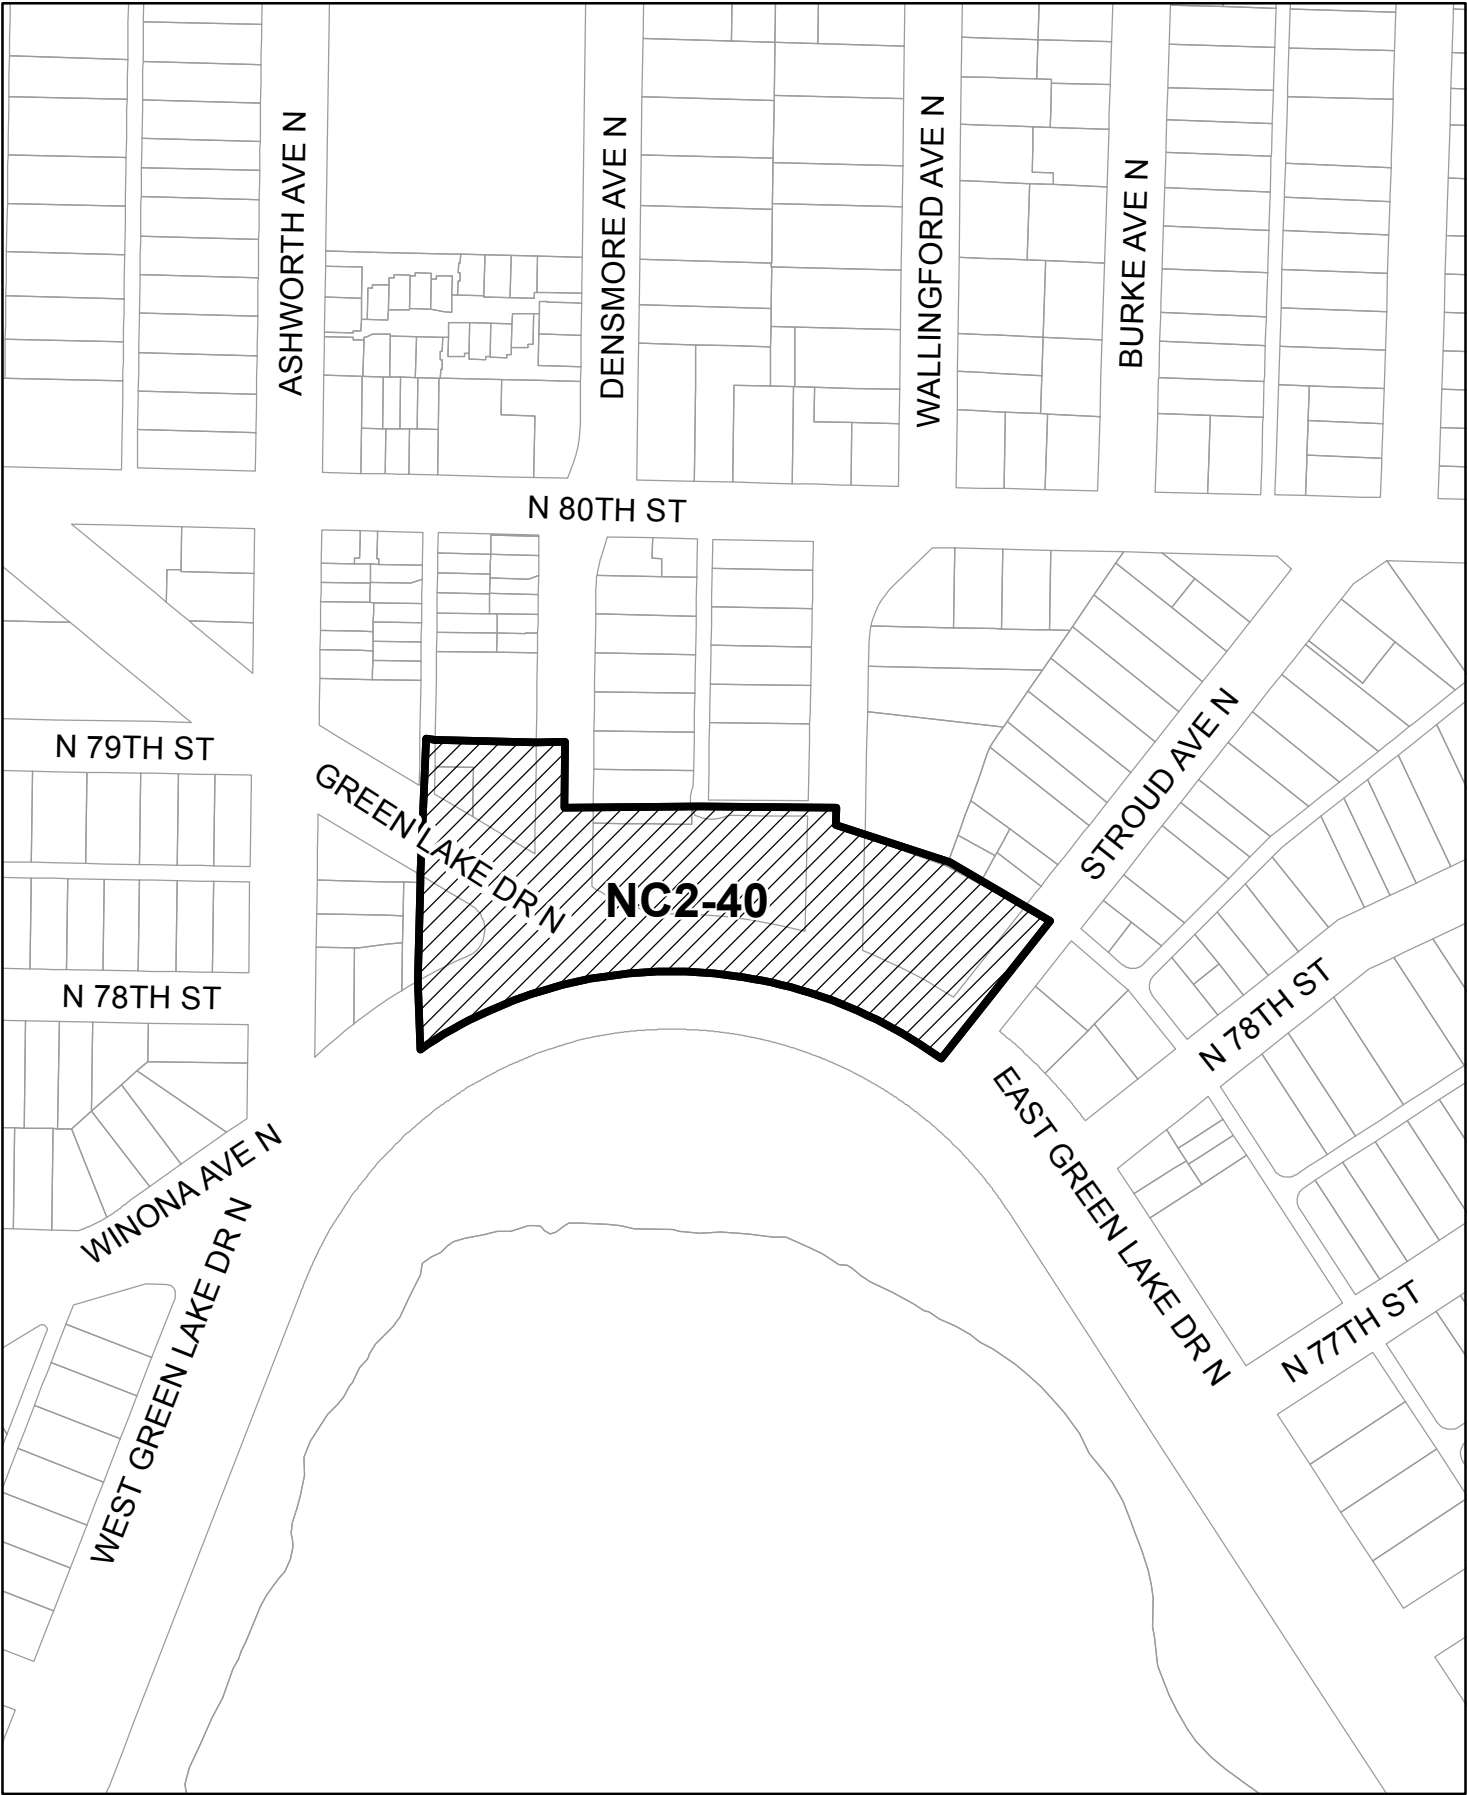 ASHWORTH AVE N
DENSMORE AVE N
WALLINGFORD AVE N
BURKE AVE N
N 80TH ST
N 79TH ST
GREEN LAKE DR N
NC2-40
STROUD AVE N
N 78TH ST
N 78TH ST
WINONA AVE N
WEST GREEN LAKE DR N
EAST GREEN LAKE DR N
N 77TH ST